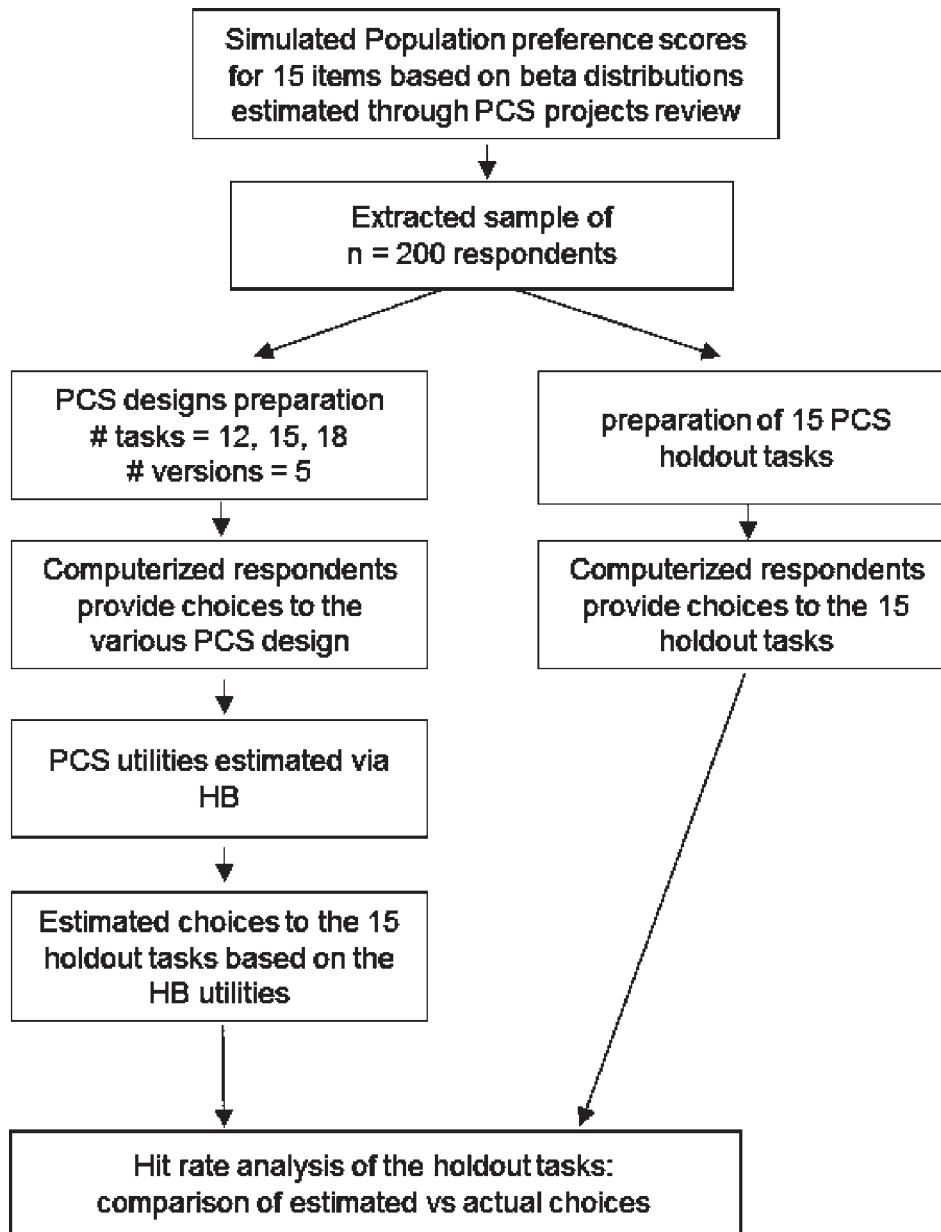 Simulated Population preference scores
for 15 items based on beta distributions
estimated through PCS projects review
Extracted sample of
n = 200 respondents
PCS designs preparation
# tasks = 12, 15, 18
# versions = 5
preparation of 15 PCS
holdout tasks
Computerized respondents
provide choices to the
various PCS design
Computerized respondents
provide choices to the 15
holdout tasks
PCS utilities estimated via
HB
Estimated choices to the 15
holdout tasks based on the
HB utilities
Hit rate analysis of the holdout tasks:
comparison of estimated vs actual choices